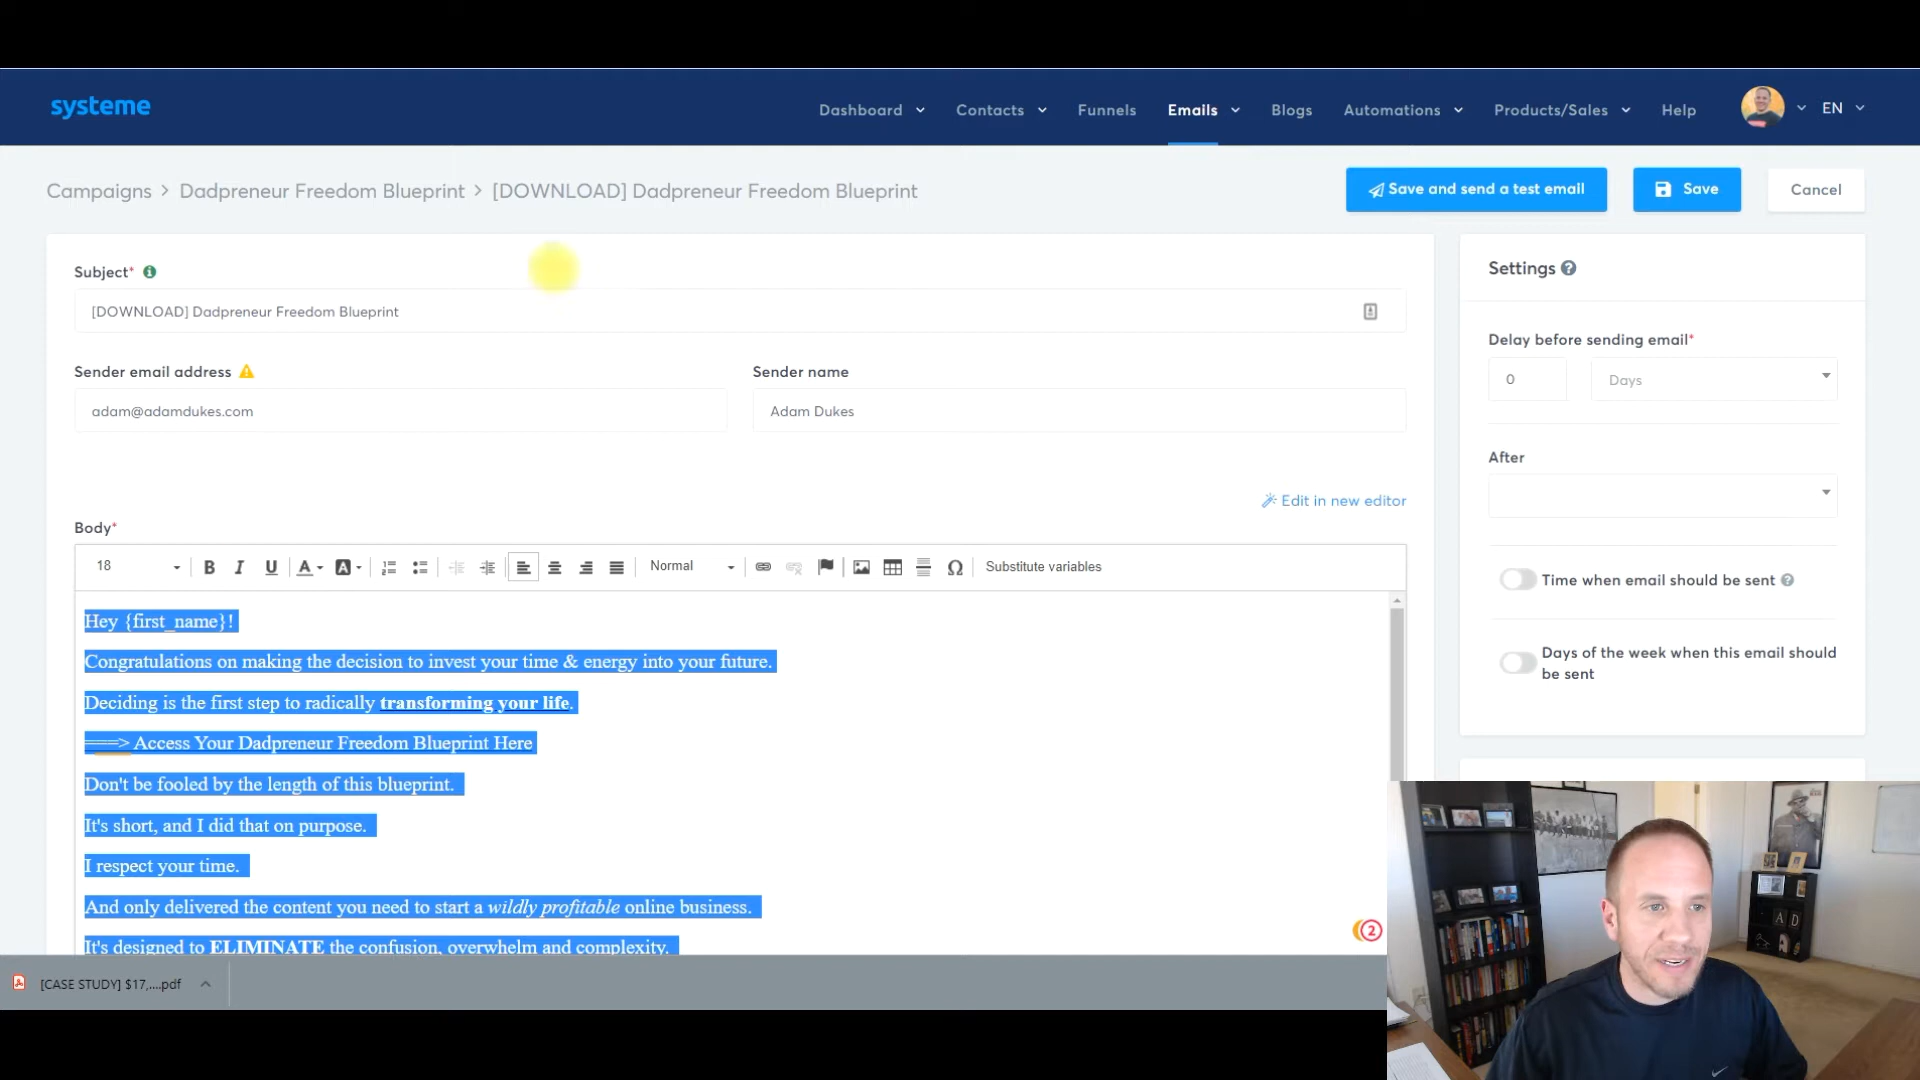 systeme
Dashboard
Contacts
Funnels
Emails
Blogs
Automations
Products/Sales
Help
EN
Campaigns > Dadpreneur Freedom Blueprint > [DOWNLOAD] Dadpreneur Freedom Blueprint
Save and send a test email
Save
Cancel
Subject*
[DOWNLOAD] Dadpreneur Freedom Blueprint
Sender email address
Sender name
adam@adamdukes.com
Adam Dukes
Edit in new editor
Body*
18
B I U A A
Normal
Ω
Substitute variables
Hey {first_name}!
Congratulations on making the decision to invest your time & energy into your future.
Deciding is the first step to radically transforming your life.
===> Access Your Dadpreneur Freedom Blueprint Here
Don't be fooled by the length of this blueprint.
It's short, and I did that on purpose.
I respect your time.
And only delivered the content you need to start a wildly profitable online business.
It's designed to ELIMINATE the confusion, overwhelm and complexity.
2
Settings
Delay before sending email*
0
Days
After
Time when email should be sent
Days of the week when this email should
be sent
[CASE STUDY] $17,....pdf
A D